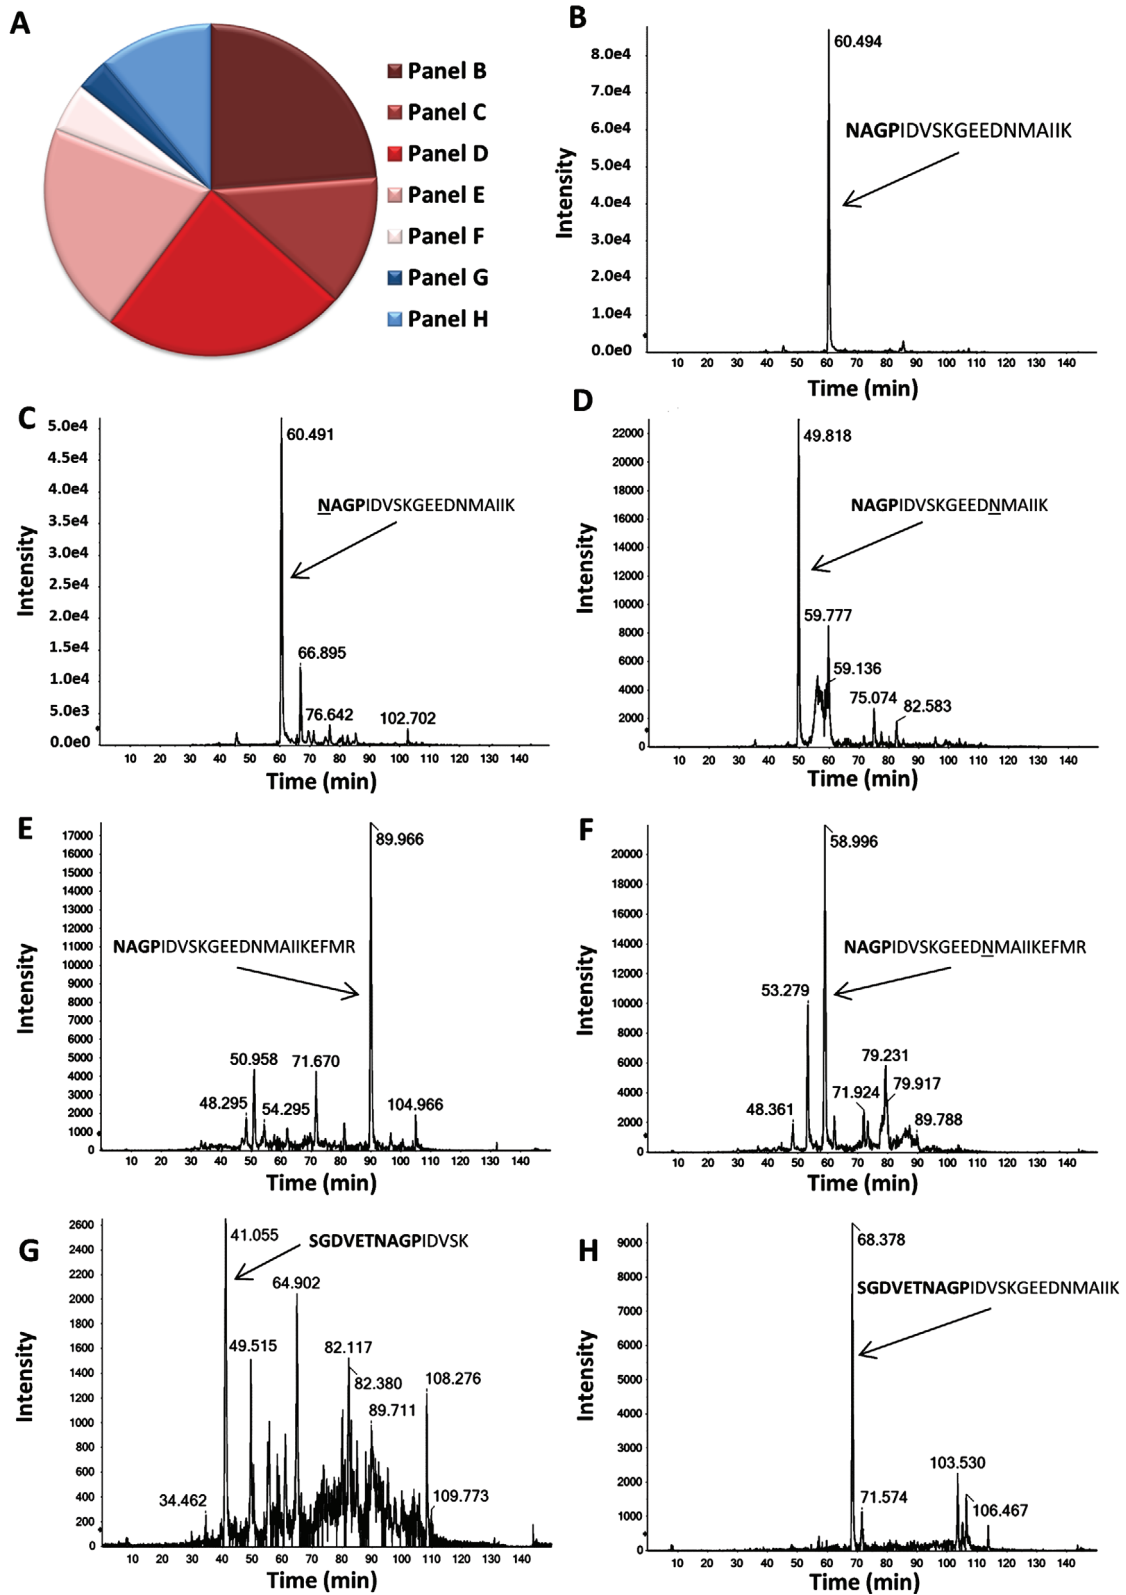 A
Panel B
Panel C
Panel D
Panel E
Panel F
Panel G
Panel H
B
Intensity
8.0e4
7.0e4
6.0e4
5.0e4
4.0e4
3.0e4
2.0e4
1.0e4
0.0e0
60.494
NAGPIDVSKGEEDNMAIIK
10 20 30 40 50 60 70 80 90 100 110 120 130 140
Time (min)
C
Intensity
5.0e4
4.5e4
4.0e4
3.5e4
3.0e4
2.5e4
2.0e4
1.5e4
1.0e4
5.0e3
0.0e0
60.491
NAGPIDVSKGEEDNMAIIK
66.895
76.642
102.702
10 20 30 40 50 60 70 80 90 100 110 120 130 140
Time (min)
D
Intensity
22000
20000
18000
16000
14000
12000
10000
8000
6000
4000
2000
0
49.818
NAGPIDVSKGEEDNMAIIK
59.777
59.136
75.074
82.583
10 20 30 40 50 60 70 80 90 100 110 120 130 140
Time (min)
E
Intensity
17000
16000
15000
14000
13000
12000
11000
10000
9000
8000
7000
6000
5000
4000
3000
2000
1000
0
89.966
NAGPIDVSKGEEDNMAIIKEFMR
50.958
71.670
48.295
54.295
104.966
10 20 30 40 50 60 70 80 90 100 110 120 130 140
Time (min)
F
Intensity
20000
18000
16000
14000
12000
10000
8000
6000
4000
2000
0
58.996
NAGPIDVSKGEEDNMAIIKEFMR
53.279
79.231
79.917
71.924
48.361
89.788
10 20 30 40 50 60 70 80 90 100 110 120 130 140
Time (min)
G
Intensity
2600
2400
2200
2000
1800
1600
1400
1200
1000
800
600
400
200
0
41.055
SGDVETNAGPIDVSK
64.902
49.515
82.117
82.380
108.276
89.711
34.462
109.773
10 20 30 40 50 60 70 80 90 100 110 120 130 140
Time (min)
H
Intensity
9000
8000
7000
6000
5000
4000
3000
2000
1000
0
68.378
SGDVETNAGPIDVSKGEEDNMAIIK
103.530
71.574
106.467
10 20 30 40 50 60 70 80 90 100 110 120 130 140
Time (min)